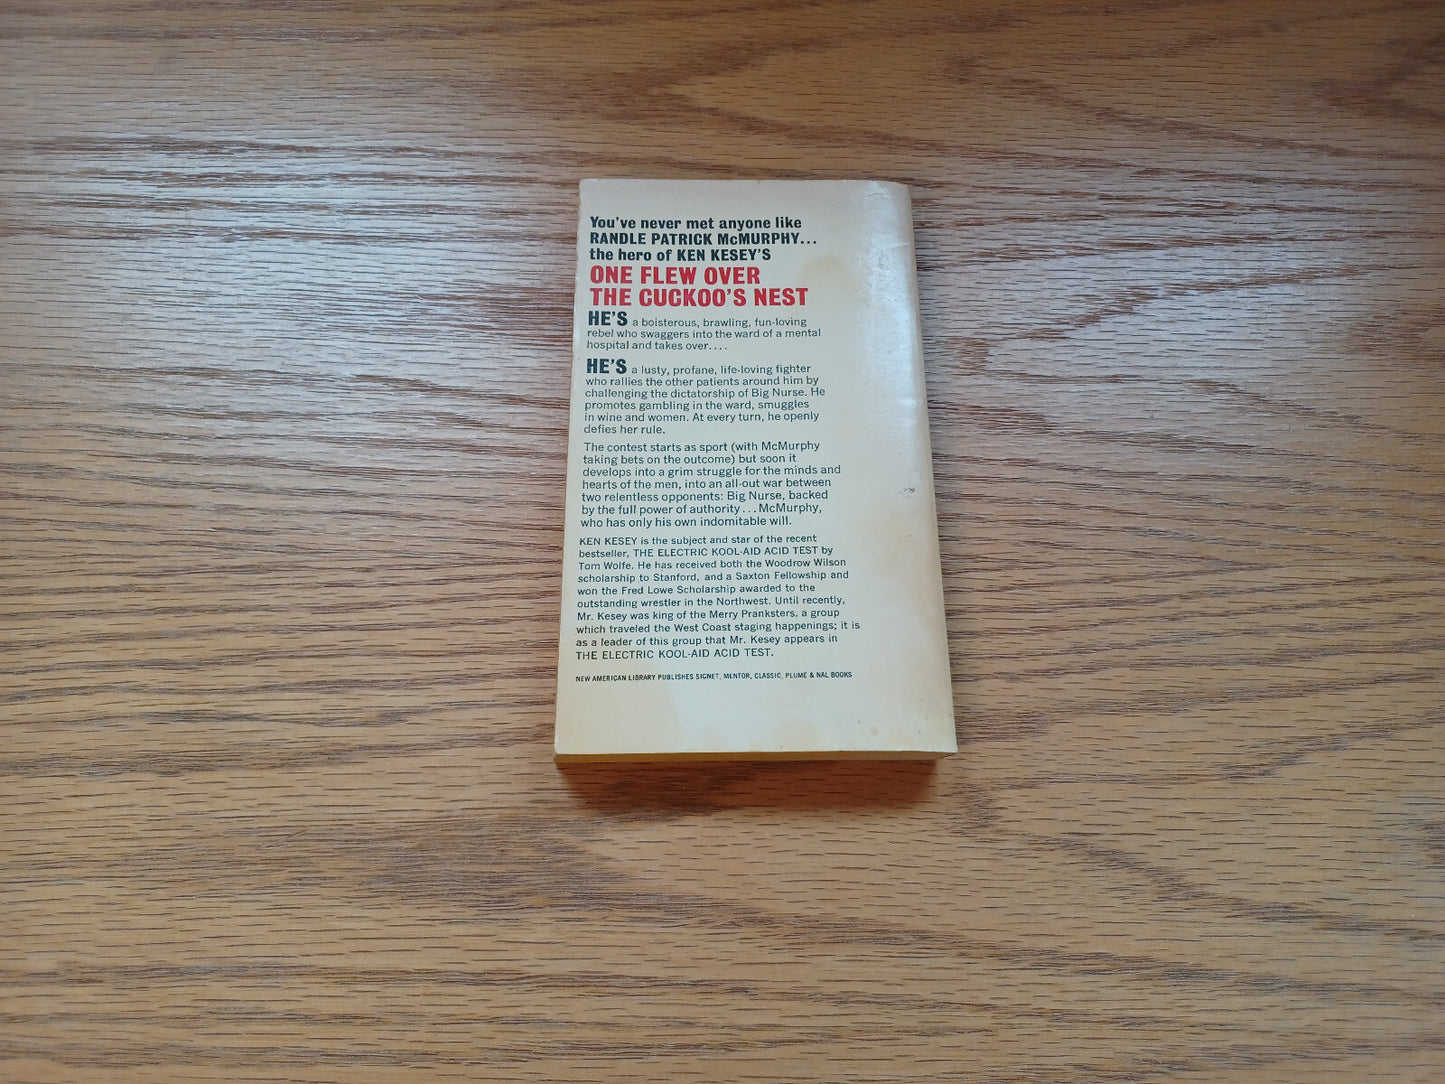 You've never met anyone like
RANDLE PATRICK McMURPHY...
the hero of KEN KESEY'S
ONE FLEW OVER
THE CUCKOO'S NEST
HE'S a boisterous, brawling, fun-loving
rebel who swaggers into the ward of a mental
hospital and takes over....
HE'S a lusty, profane, life-loving fighter
who rallies the other patients around him by
challenging the dictatorship of Big Nurse. He
promotes gambling in the ward, smuggles
in wine and women. At every turn, he openly
defies her rule.
The contest starts as sport (with McMurphy
taking bets on the outcome) but soon it
develops into a grim struggle for the minds and
hearts of the men, into an all-out war between
two relentless opponents: Big Nurse, backed
by the full power of authority... McMurphy,
who has only his own indomitable will.
KEN KESEY is the subject and star of the recent
bestseller, THE ELECTRIC KOOL-AID ACID TEST by
Tom Wolfe. He has received both the Woodrow Wilson
scholarship to Stanford, and a Saxton Fellowship and
won the Fred Lowe Scholarship awarded to the
outstanding wrestler in the Northwest. Until recently,
Mr. Kesey was king of the Merry Pranksters, a group
which traveled the West Coast staging happenings; it is
as a leader of this group that Mr. Kesey appears in
THE ELECTRIC KOOL-AID ACID TEST.
NEW AMERICAN LIBRARY PUBLISHES SIGNET, MENTOR, CLASSIC, PLUME & NAL BOOKS